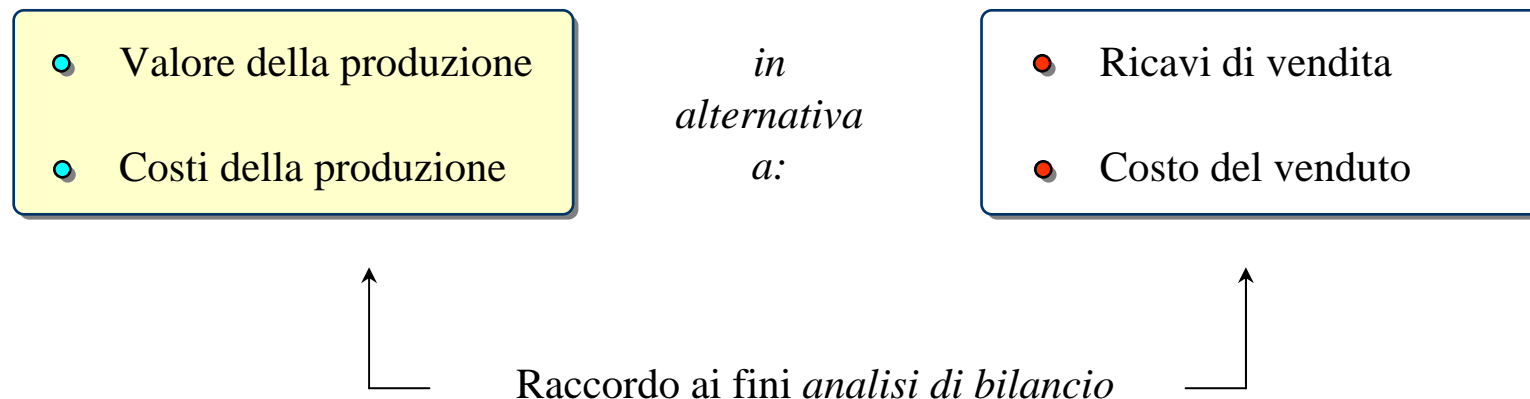 Valore della produzione
Costi della produzione
in
alternativa
a:
Ricavi di vendita
Costo del venduto
Raccordo ai fini analisi di bilancio